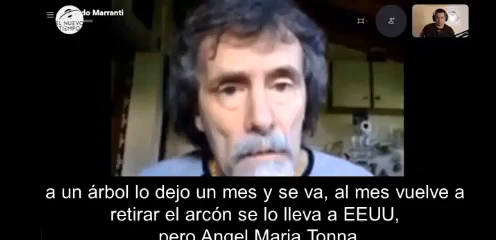 do Marranti
EL NUEVO
TIEMPO
a un árbol lo dejo un mes y se va, al mes vuelve a
retirar el arcón se lo lleva a EEUU,
pero Angel Maria Tonna